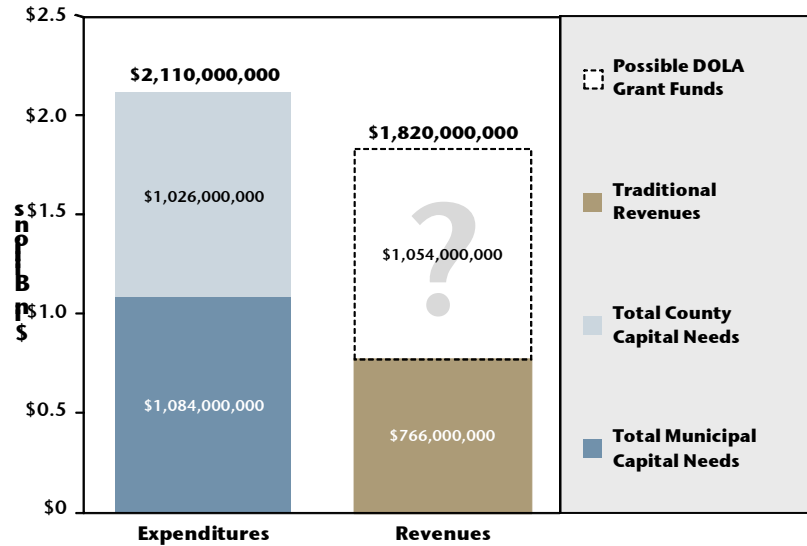 $2.5
$2.0
$1.5
$1.0
$0.5
$0
$ In Billions
$2,110,000,000
$1,026,000,000
$1,084,000,000
Expenditures
$1,820,000,000
?
$1,054,000,000
$766,000,000
Revenues
Possible DOLA
Grant Funds
Traditional
Revenues
Total County
Capital Needs
Total Municipal
Capital Needs